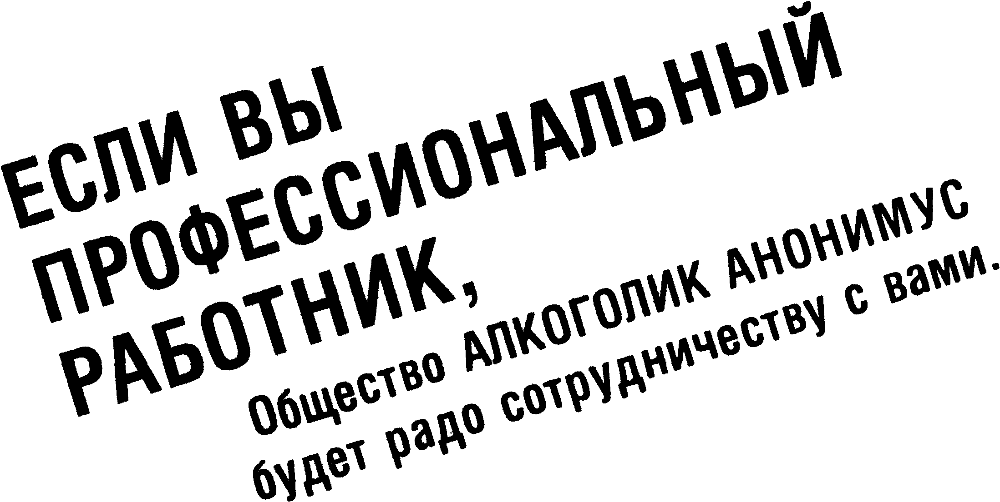 ЕСЛИ ВЫ
ПРОФЕССИОНАЛЬНЫЙ
РАБОТНИК,
Общество АЛКОГОЛИК АНОНИМУС
будет радо сотрудничеству с вами.